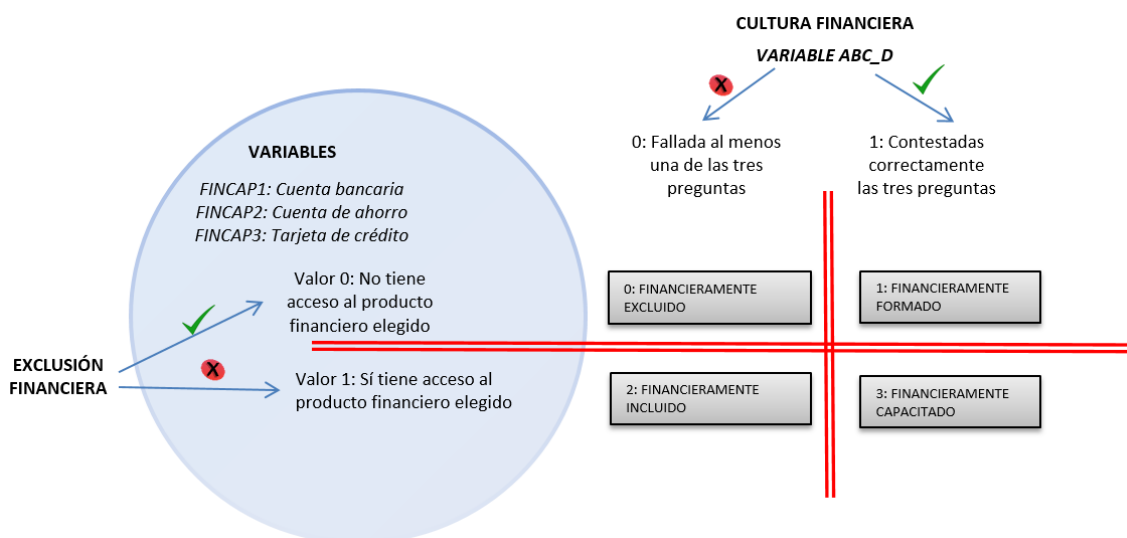 CULTURA FINANCIERA
VARIABLE ABC_D
X
0: Fallada al menos
una de las tres
preguntas
1: Contestadas
correctamente
las tres preguntas
VARIABLES
FINCAP1: Cuenta bancaria
FINCAP2: Cuenta de ahorro
FINCAP3: Tarjeta de crédito
Valor 0: No tiene
acceso al producto
financiero elegido
EXCLUSIÓN
FINANCIERA
X
Valor 1: Sí tiene acceso al
producto financiero elegido
0: FINANCIERAMENTE
EXCLUIDO
1: FINANCIERAMENTE
FORMADO
2: FINANCIERAMENTE
INCLUIDO
3: FINANCIERAMENTE
CAPACITADO